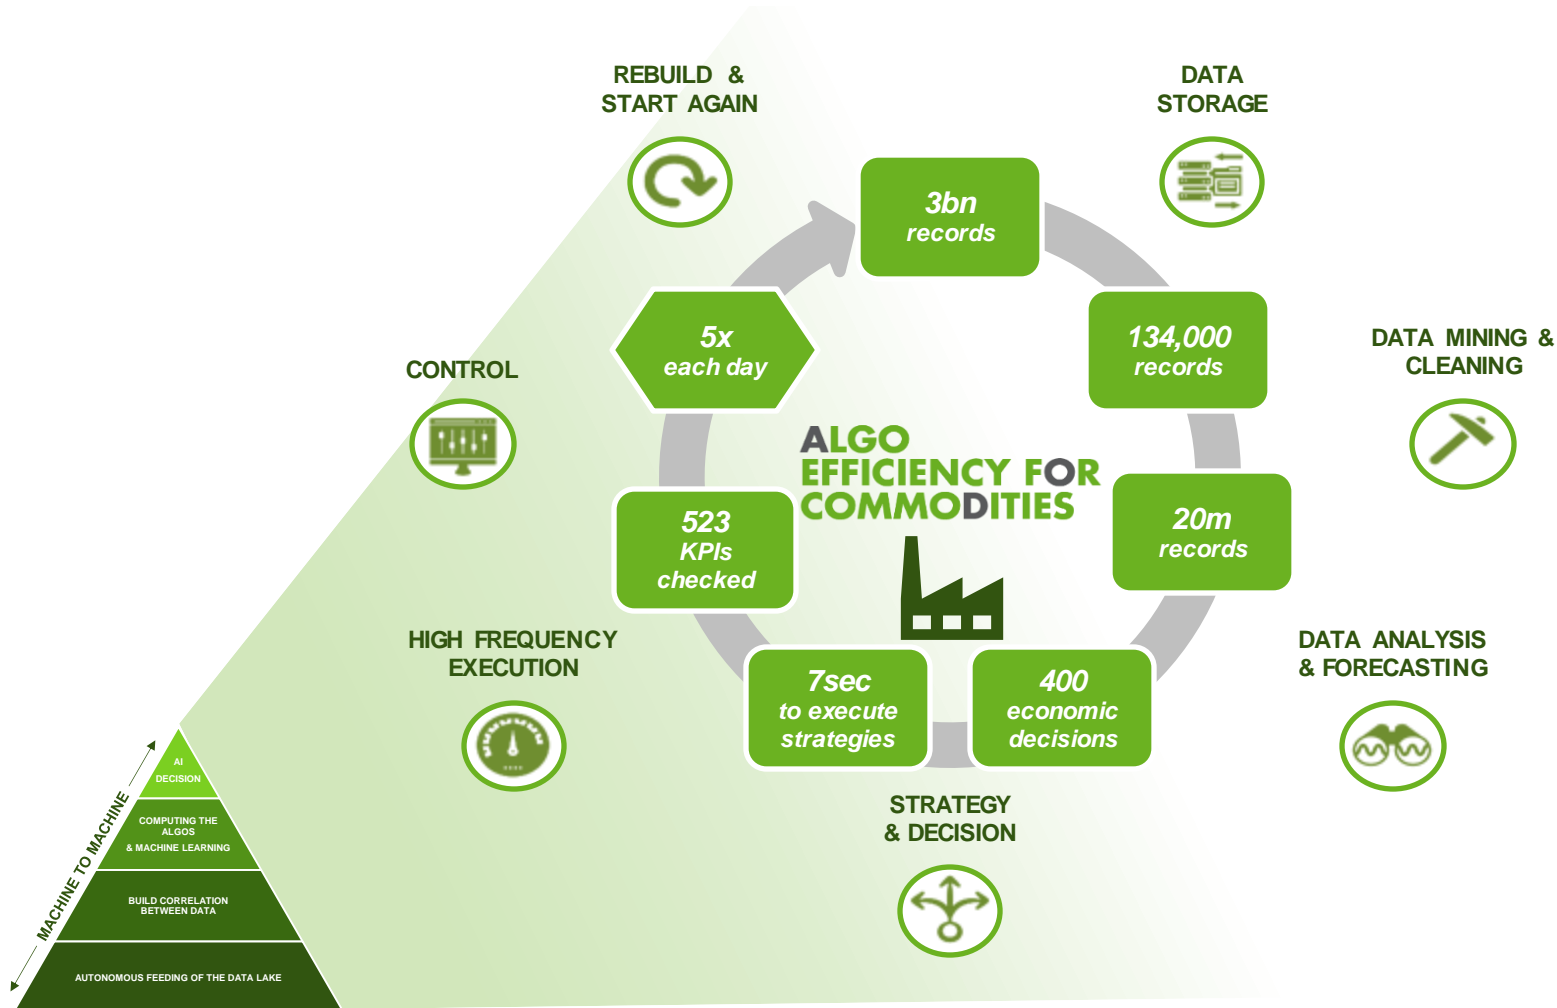 REBUILD &
START AGAIN
DATA
STORAGE
3bn
records
5x
each day
134,000
records
CONTROL
DATA MINING &
CLEANING
ALGO
EFFICIENCY FOR
COMMODITIES
523
KPIs
checked
20m
records
HIGH FREQUENCY
EXECUTION
DATA ANALYSIS
& FORECASTING
7sec
to execute
strategies
400
economic
decisions
STRATEGY
& DECISION
MACHINE TO MACHINE
AI
DECISION
COMPUTING THE
ALGOS
& MACHINE LEARNING
BUILD CORRELATION
BETWEEN DATA
AUTONOMOUS FEEDING OF THE DATA LAKE